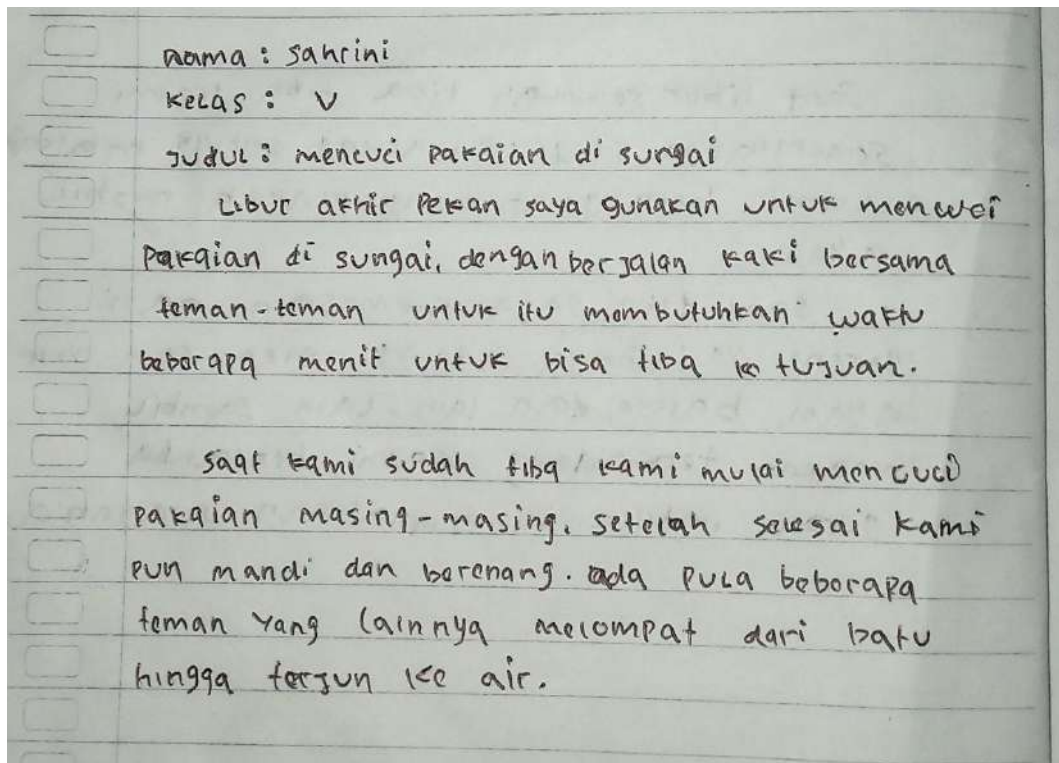 nama : sahrini
Kelas : V
Judul : mencuci pakaian di sungai
Libur akhir Pekan saya gunakan untuk mencuci
pakaian di sungai, dengan berjalan kaki bersama
teman-teman untuk itu membutuhkan waktu
beberapa menit untuk bisa tiba ke tujuan.
saat kami sudah tiba, kami mulai mencuci
pakaian masing-masing. setelah selesai kami
pun mandi dan berenang. ada pula beberapa
teman yang lainnya melompat dari batu
hingga terjun ke air.